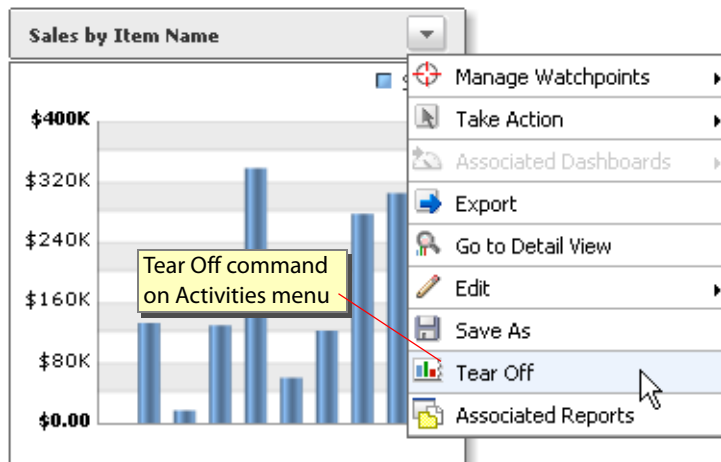 Sales by Item Name
Manage Watchpoints
$400K
Take Action
Associated Dashboards
$320K
Export
$240K
Go to Detail View
Tear Off command
on Activities menu
Edit
$160K
Save As
$80K
Tear Off
Associated Reports
$0.00